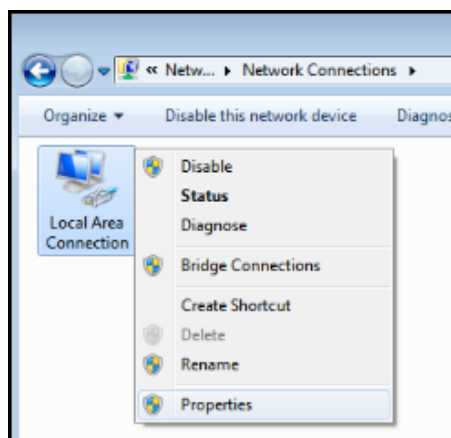 « Netw... Network Connections
Organize Disable this network device Diagnos
Local Area
Connection
Disable
Status
Diagnose
Bridge Connections
Create Shortcut
Delete
Rename
Properties